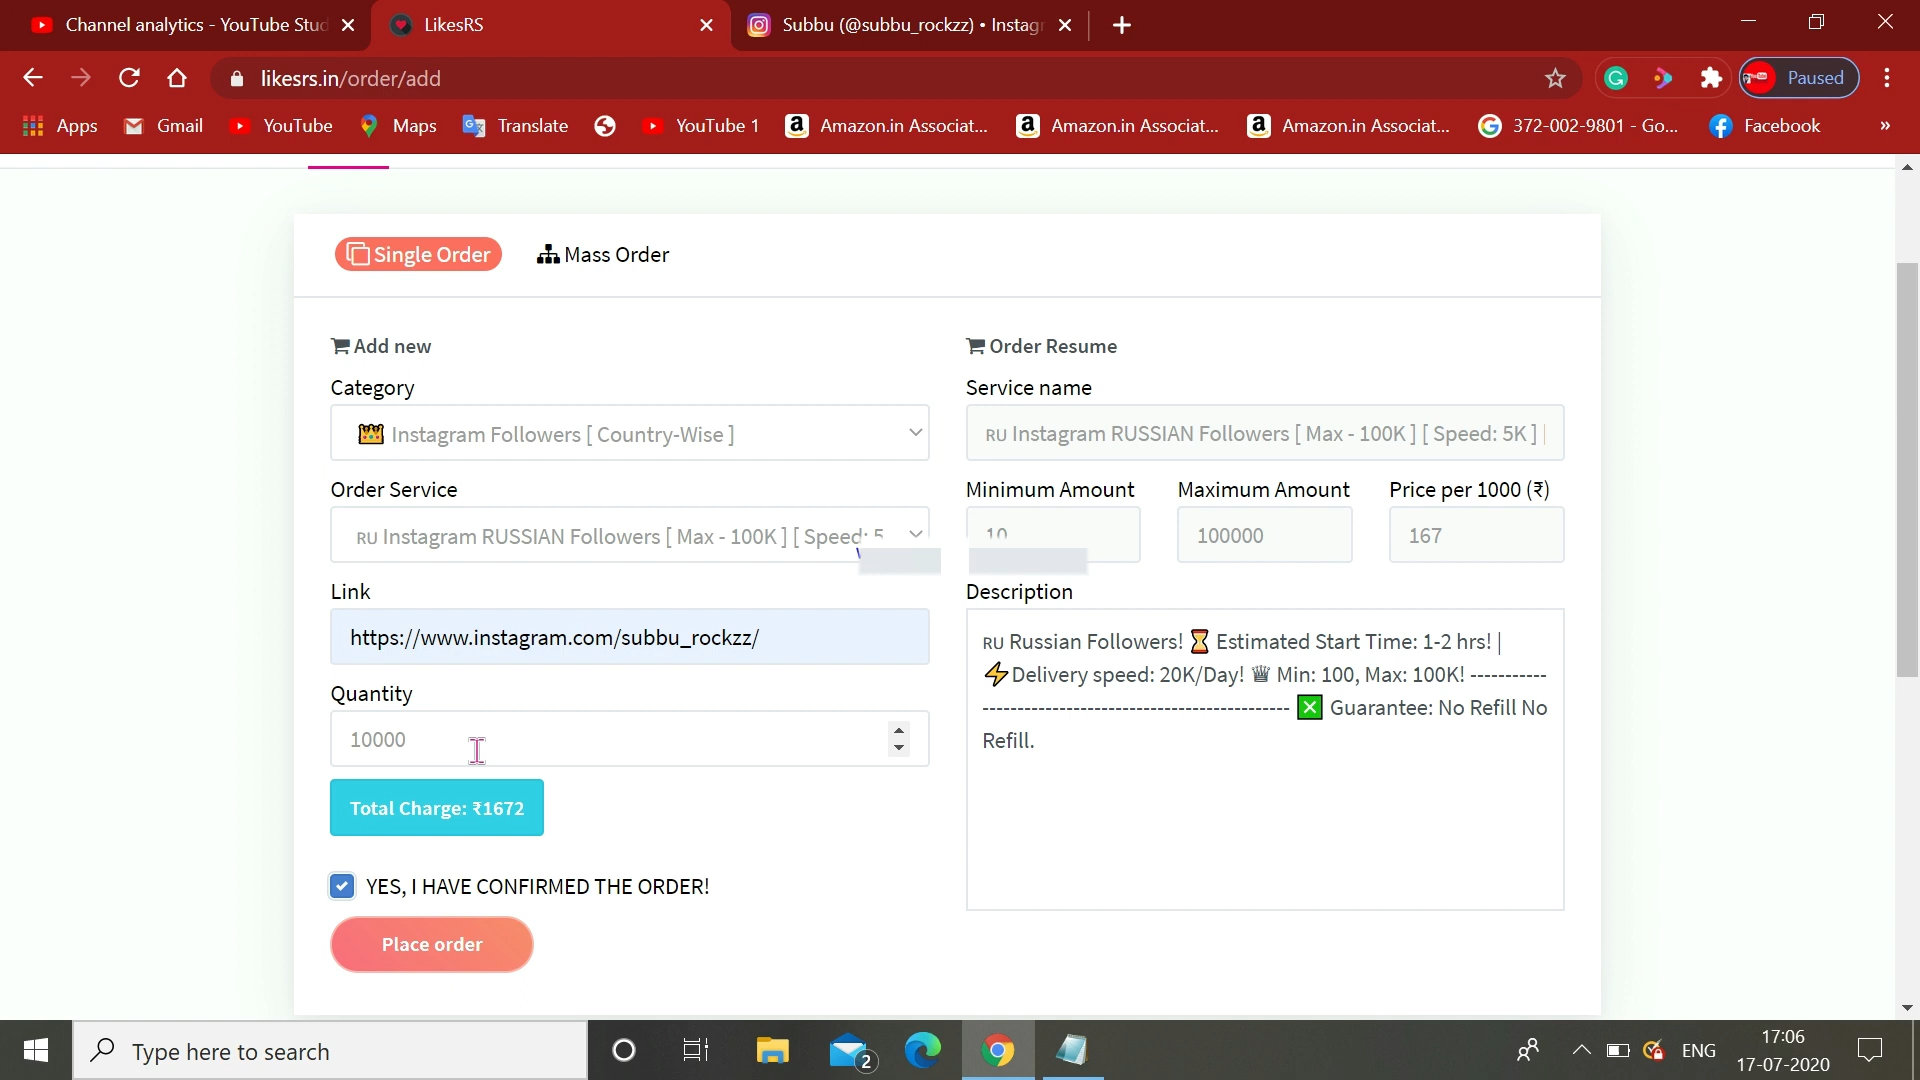 Channel analytics - YouTube Stud
LikesRS
Subbu (@subbu_rockzz) • Instagr
likesrs.in/order/add
Paused
Apps
Gmail
YouTube
Maps
Translate
YouTube 1
Amazon.in Associat...
Amazon.in Associat...
Amazon.in Associat...
372-002-9801 - Go...
Facebook
»
Single Order
Mass Order
Add new
Category
Instagram Followers [ Country-Wise ]
Order Service
RU Instagram RUSSIAN Followers [ Max - 100K ] [ Speed: 5
Link
https://www.instagram.com/subbu_rockzz/
Quantity
10000
Total Charge: ₹1672
YES, I HAVE CONFIRMED THE ORDER!
Place order
Order Resume
Service name
RU Instagram RUSSIAN Followers [ Max - 100K ] [ Speed: 5K ] |
Minimum Amount
10
Maximum Amount
100000
Price per 1000 (₹)
167
Description
RU Russian Followers! ⌛ Estimated Start Time: 1-2 hrs! |
⚡Delivery speed: 20K/Day! ♛ Min: 100, Max: 100K! -----------
------------------------------------------ ❎ Guarantee: No Refill No
Refill.
Type here to search
2
ENG
17:06
17-07-2020